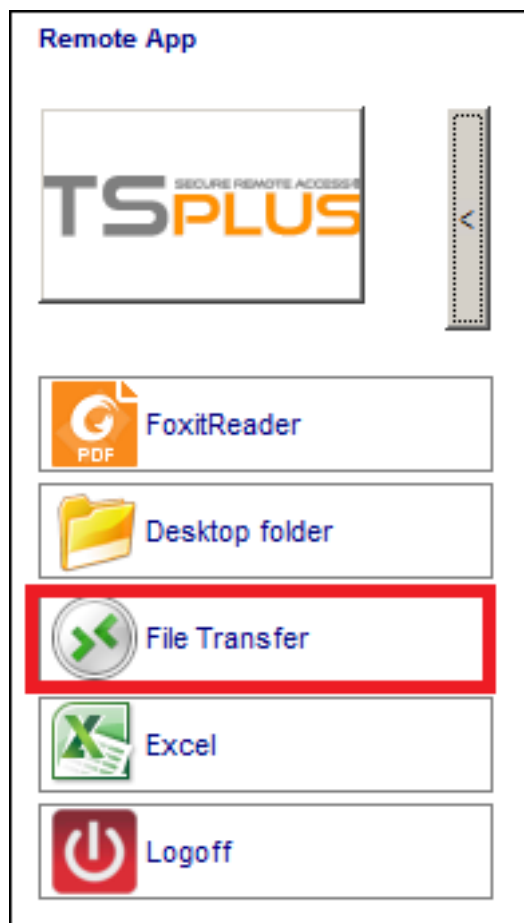 Remote App
SECURE REMOTE ACCESS®
TSPLUS
<
PDF
FoxitReader
Desktop folder
File Transfer
Excel
Logoff